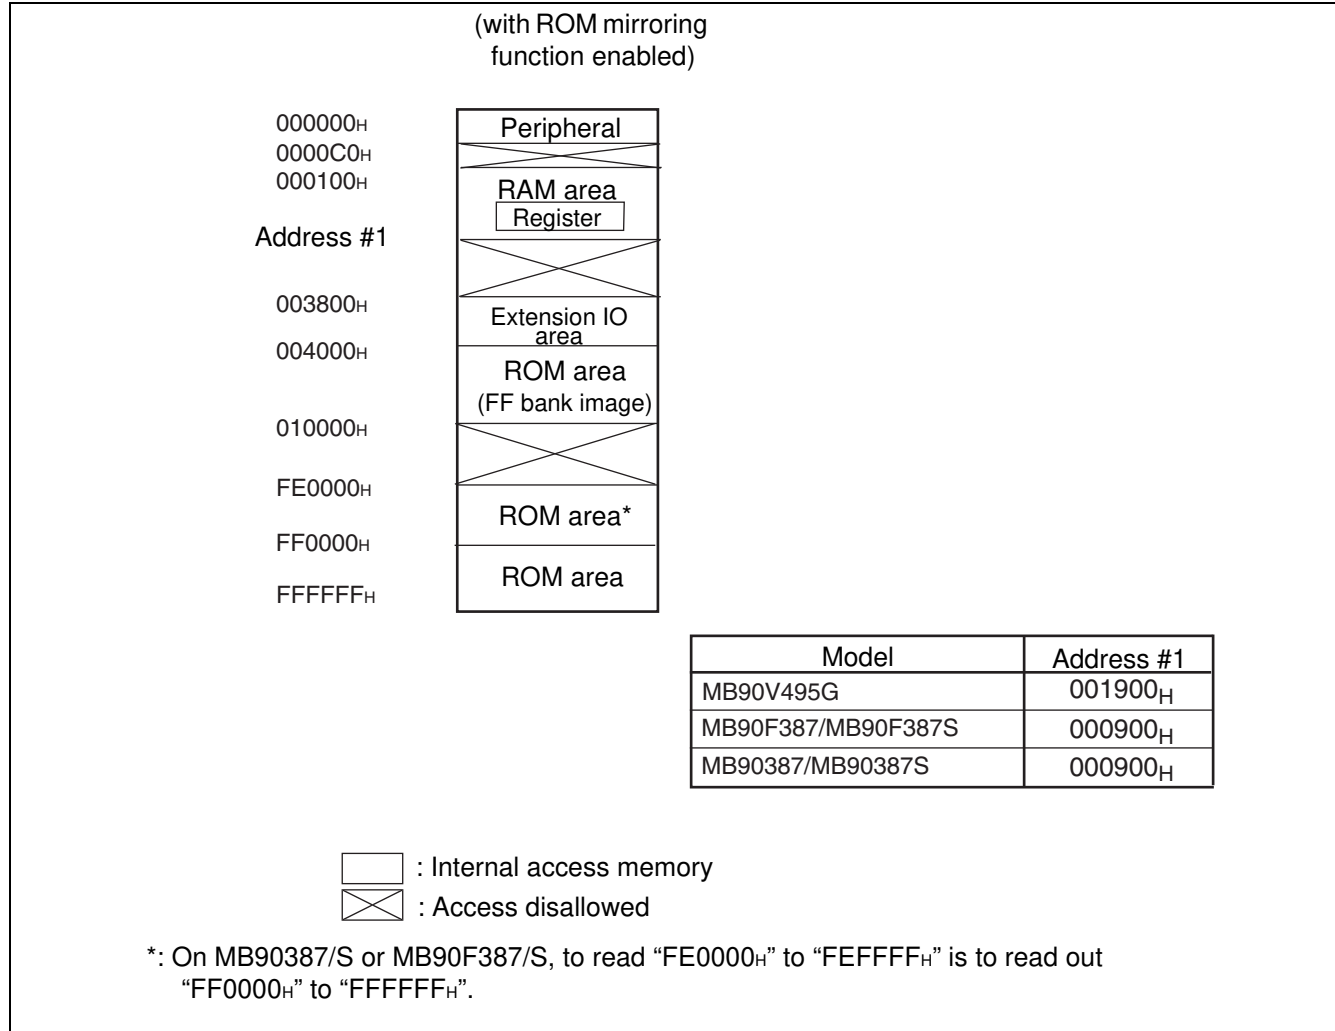 (with ROM mirroring
function enabled)
000000H
Peripheral
0000C0H
000100H
RAM area
Register
Address #1
003800H
Extension IO
area
004000H
ROM area
(FF bank image)
010000H
FE0000H
ROM area*
FF0000H
ROM area
FFFFFFH
Model Address #1
MB90V495G 001900H
MB90F387/MB90F387S 000900H
MB90387/MB90387S 000900H
: Internal access memory
: Access disallowed
*: On MB90387/S or MB90F387/S, to read “FE0000H” to “FEFFFFH” is to read out
“FF0000H” to “FFFFFFH”.